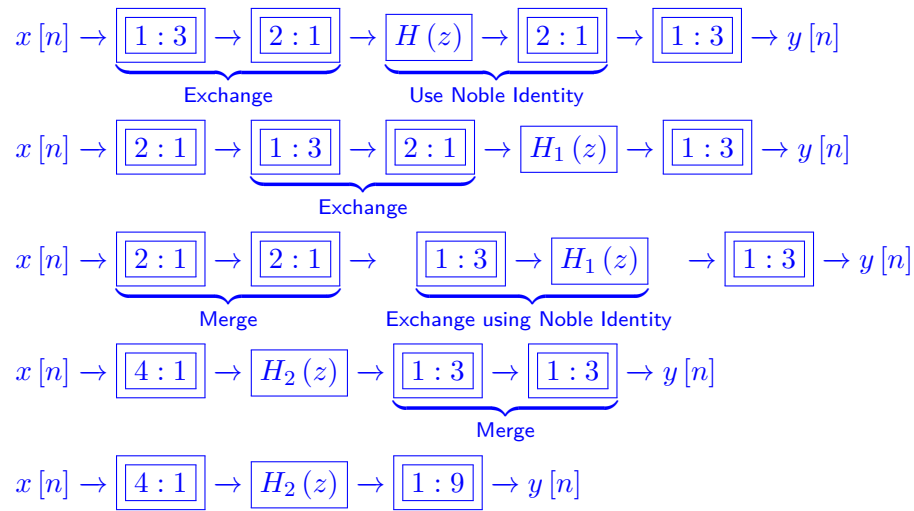 x [n] → 1 : 3 → 2 : 1 → H (z) → 2 : 1 → 1 : 3 → y [n]
Exchange Use Noble Identity
x [n] → 2 : 1 → 1 : 3 → 2 : 1 → H₁ (z) → 1 : 3 → y [n]
Exchange
x [n] → 2 : 1 → 2 : 1 → 1 : 3 → H₁ (z) → 1 : 3 → y [n]
Merge Exchange using Noble Identity
x [n] → 4 : 1 → H₂ (z) → 1 : 3 → 1 : 3 → y [n]
Merge
x [n] → 4 : 1 → H₂ (z) → 1 : 9 → y [n]